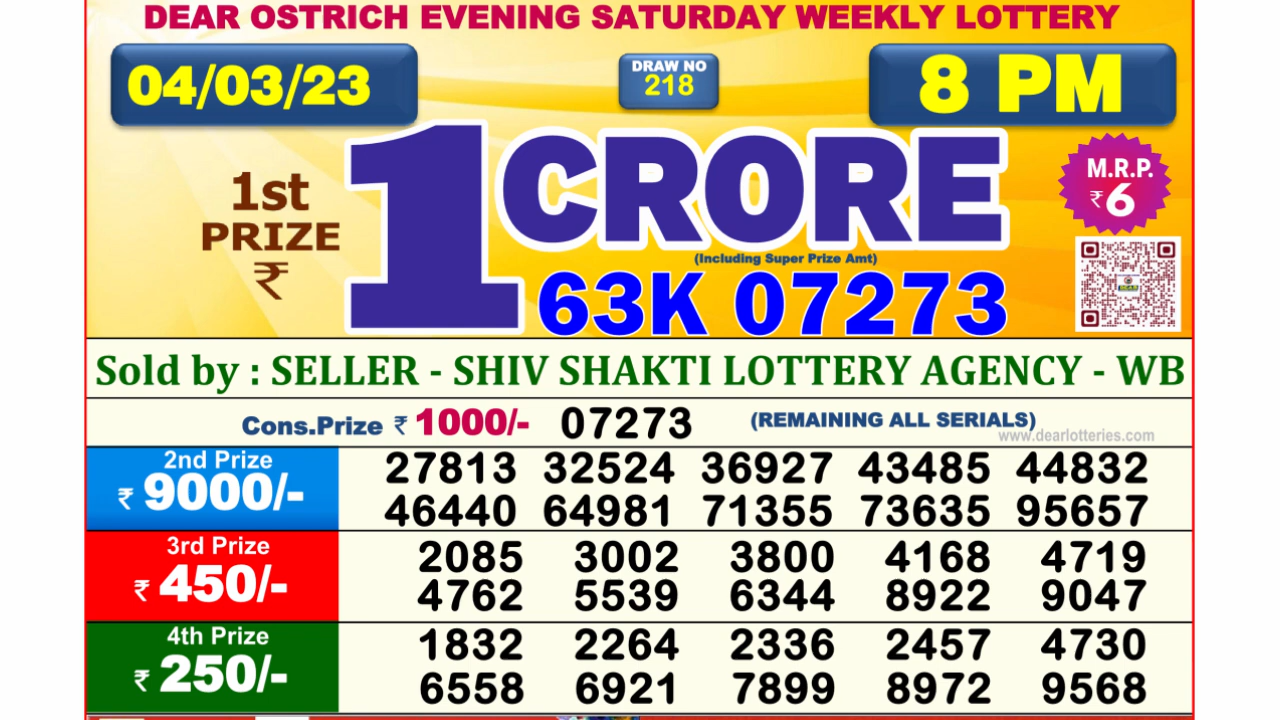 DEAR OSTRICH EVENING SATURDAY WEEKLY LOTTERY
04/03/23
DRAW NO
218
8 PM
1st
PRIZE
₹
1 CRORE
(Including Super Prize Amt)
M.R.P.
₹ 6
63K 07273
Sold by : SELLER - SHIV SHAKTI LOTTERY AGENCY - WB
Cons.Prize ₹ 1000/- 07273 (REMAINING ALL SERIALS)
www.dearlotteries.com
2nd Prize
₹ 9000/-
27813 32524 36927 43485 44832
46440 64981 71355 73635 95657
3rd Prize
₹ 450/-
2085 3002 3800 4168 4719
4762 5539 6344 8922 9047
4th Prize
₹ 250/-
1832 2264 2336 2457 4730
6558 6921 7899 8972 9568